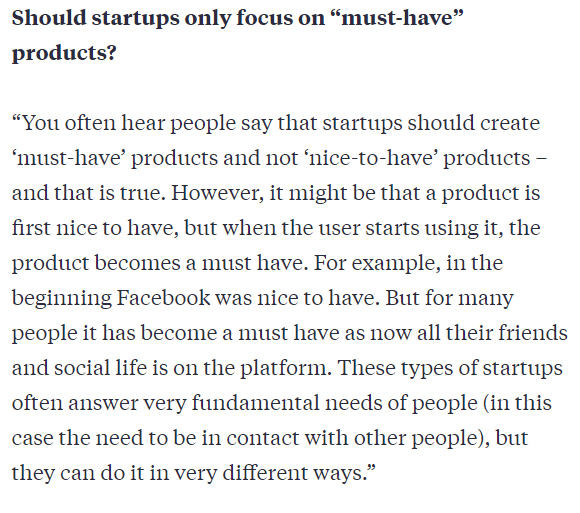 Should startups only focus on “must-have”
products?
“You often hear people say that startups should create
‘must-have’ products and not ‘nice-to-have’ products –
and that is true. However, it might be that a product is
first nice to have, but when the user starts using it, the
product becomes a must have. For example, in the
beginning Facebook was nice to have. But for many
people it has become a must have as now all their friends
and social life is on the platform. These types of startups
often answer very fundamental needs of people (in this
case the need to be in contact with other people), but
they can do it in very different ways.”